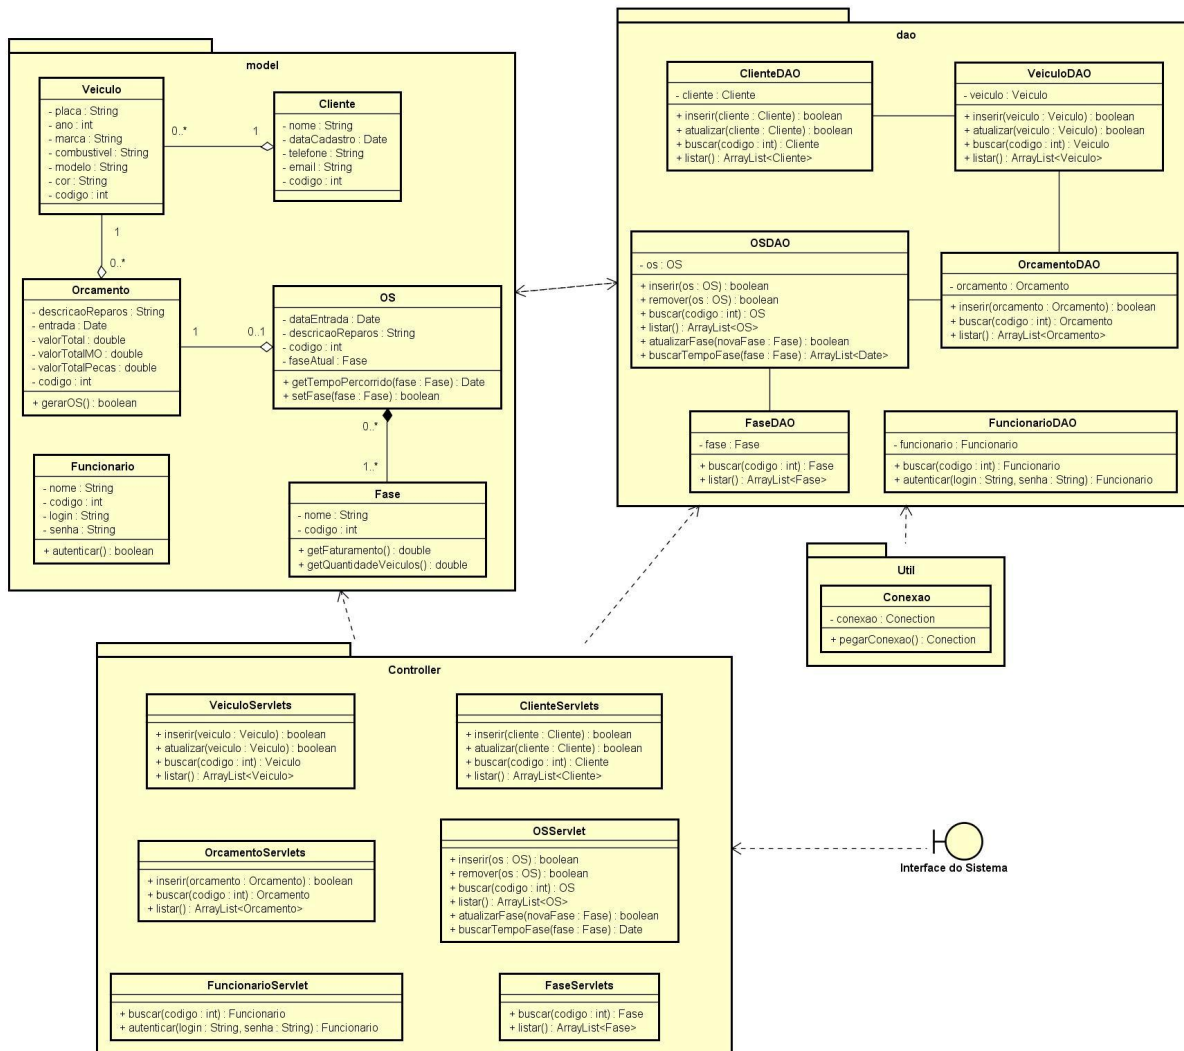 model
Veiculo
- placa : String
- ano : int
- marca : String
- combustivel : String
- modelo : String
- cor : String
- codigo : int
0..*
1
Cliente
- nome : String
- dataCadastro : Date
- telefone : String
- email : String
- codigo : int
1
0..*
Orcamento
- descricaoReparos : String
- entrada : Date
- valorTotal : double
- valorTotalMO : double
- valorTotalPecas : double
- codigo : int
+ gerarOS() : boolean
1
0..1
OS
- dataEntrada : Date
- descricaoReparos : String
- codigo : int
- faseAtual : Fase
+ getTempoPercorrido(fase : Fase) : Date
+ setFase(fase : Fase) : boolean
0..*
1..*
Funcionario
- nome : String
- codigo : int
- login : String
- senha : String
+ autenticar() : boolean
Fase
- nome : String
- codigo : int
+ getFaturamento() : double
+ getQuantidadeVeiculos() : double
dao
ClienteDAO
- cliente : Cliente
+ inserir(cliente : Cliente) : boolean
+ atualizar(cliente : Cliente) : boolean
+ buscar(codigo : int) : Cliente
+ listar() : ArrayList<Cliente>
VeiculoDAO
- veiculo : Veiculo
+ inserir(veiculo : Veiculo) : boolean
+ atualizar(veiculo : Veiculo) : boolean
+ buscar(codigo : int) : Veiculo
+ listar() : ArrayList<Veiculo>
OSDAO
- os : OS
+ inserir(os : OS) : boolean
+ remover(os : OS) : boolean
+ buscar(codigo : int) : OS
+ listar() : ArrayList<OS>
+ atualizarFase(novaFase : Fase) : boolean
+ buscarTempoFase(fase : Fase) : ArrayList<Date>
OrcamentoDAO
- orcamento : Orcamento
+ inserir(orcamento : Orcamento) : boolean
+ buscar(codigo : int) : Orcamento
+ listar() : ArrayList<Orcamento>
FaseDAO
- fase : Fase
+ buscar(codigo : int) : Fase
+ listar() : ArrayList<Fase>
FuncionarioDAO
- funcionario : Funcionario
+ buscar(codigo : int) : Funcionario
+ autenticar(login : String, senha : String) : Funcionario
Util
Conexao
- conexao : Conection
+ pegarConexao() : Conection
Controller
VeiculoServlets
+ inserir(veiculo : Veiculo) : boolean
+ atualizar(veiculo : Veiculo) : boolean
+ buscar(codigo : int) : Veiculo
+ listar() : ArrayList<Veiculo>
ClienteServlets
+ inserir(cliente : Cliente) : boolean
+ atualizar(cliente : Cliente) : boolean
+ buscar(codigo : int) : Cliente
+ listar() : ArrayList<Cliente>
OrcamentoServlets
+ inserir(orcamento : Orcamento) : boolean
+ buscar(codigo : int) : Orcamento
+ listar() : ArrayList<Orcamento>
OSServlet
+ inserir(os : OS) : boolean
+ remover(os : OS) : boolean
+ buscar(codigo : int) : OS
+ listar() : ArrayList<OS>
+ atualizarFase(novaFase : Fase) : boolean
+ buscarTempoFase(fase : Fase) : Date
Interface do Sistema
FuncionarioServlet
+ buscar(codigo : int) : Funcionario
+ autenticar(login : String, senha : String) : Funcionario
FaseServlets
+ buscar(codigo : int) : Fase
+ listar() : ArrayList<Fase>